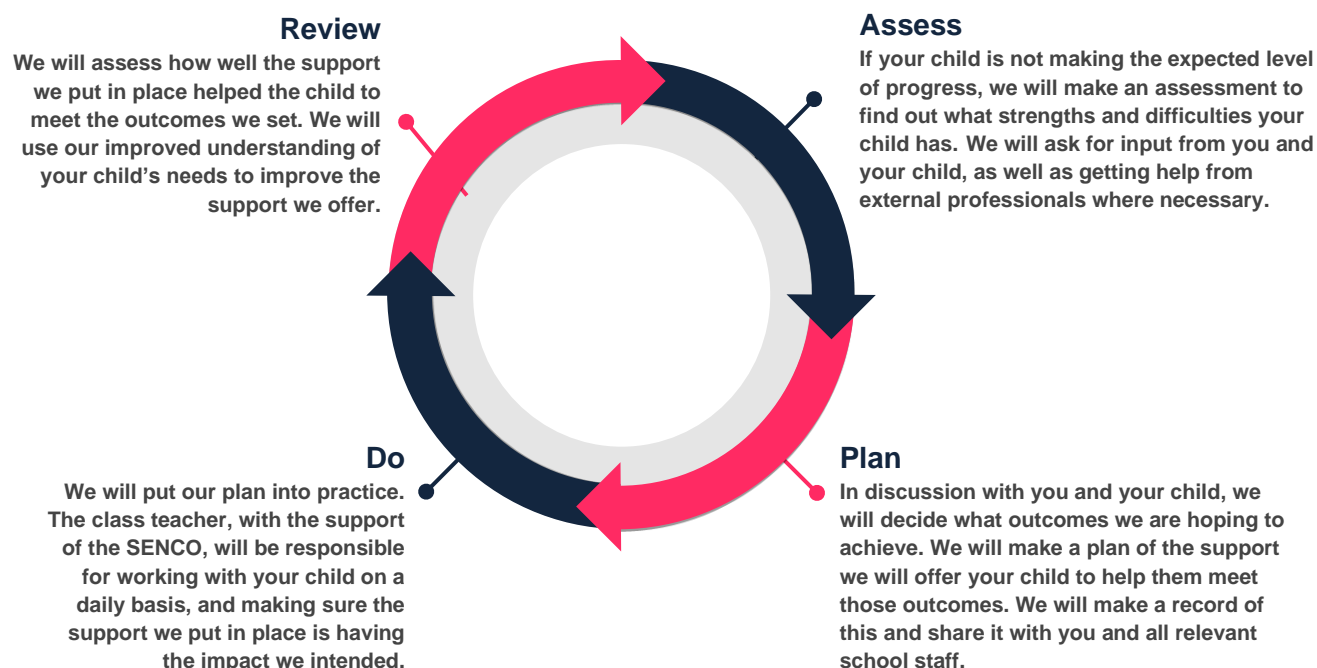 Review
We will assess how well the support
we put in place helped the child to
meet the outcomes we set. We will
use our improved understanding of
your child’s needs to improve the
support we offer.
Assess
If your child is not making the expected level
of progress, we will make an assessment to
find out what strengths and difficulties your
child has. We will ask for input from you and
your child, as well as getting help from
external professionals where necessary.
Do
We will put our plan into practice.
The class teacher, with the support
of the SENCO, will be responsible
for working with your child on a
daily basis, and making sure the
support we put in place is having
the impact we intended.
Plan
In discussion with you and your child, we
will decide what outcomes we are hoping to
achieve. We will make a plan of the support
we will offer your child to help them meet
those outcomes. We will make a record of
this and share it with you and all relevant
school staff.